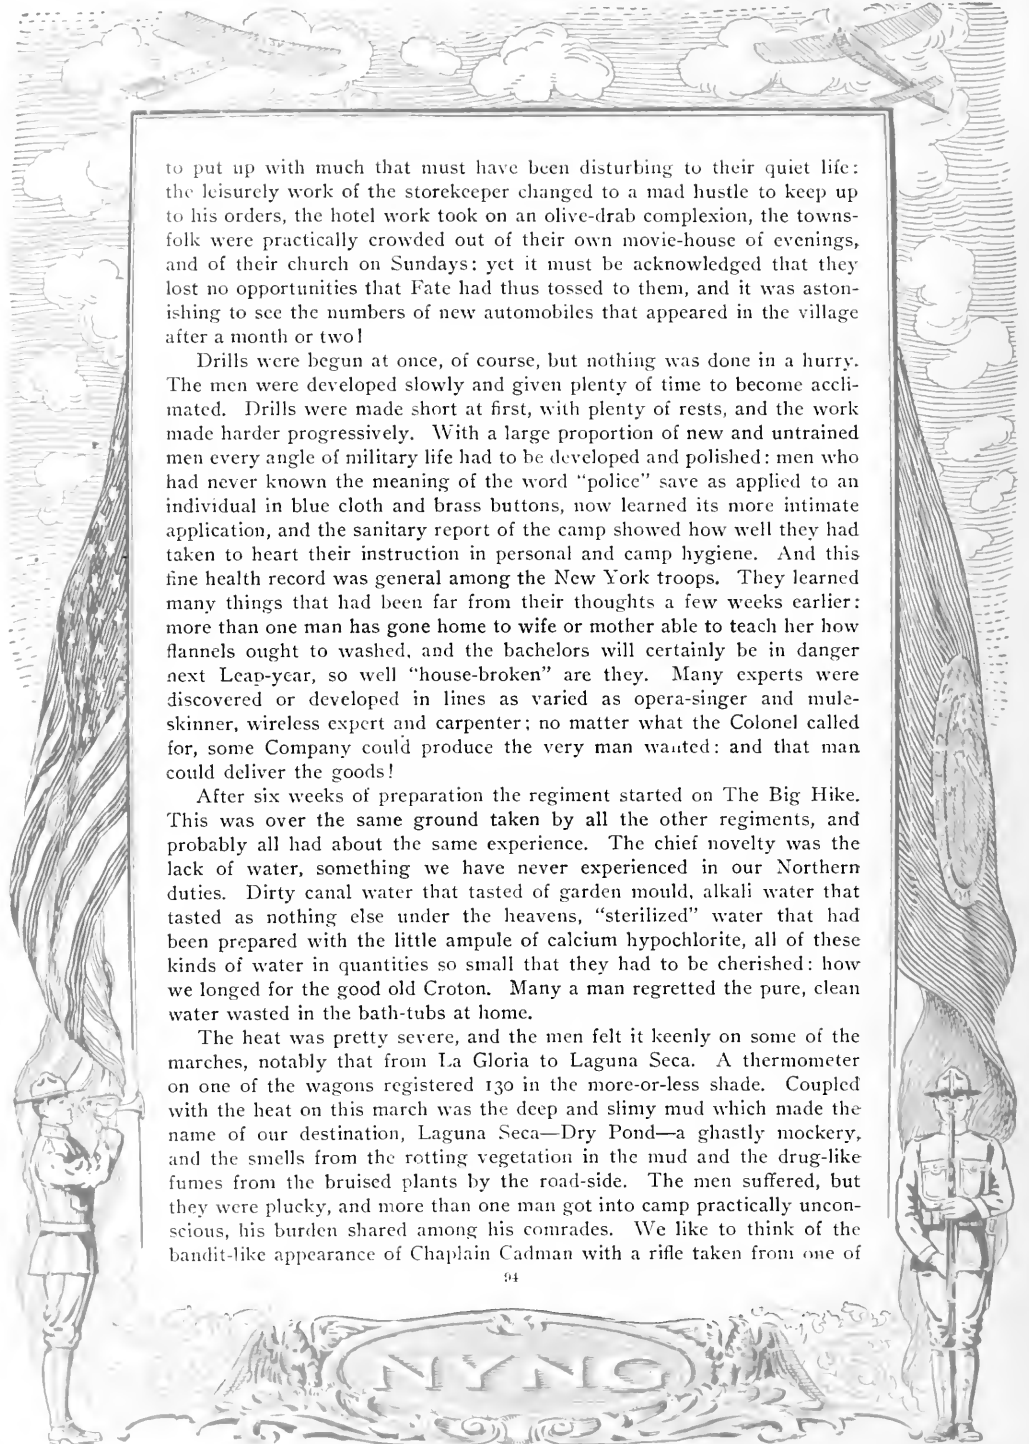 to put up with much that must have been disturbing to their quiet life:
the leisurely work of the storekeeper changed to a mad hustle to keep up
to his orders, the hotel work took on an olive-drab complexion, the towns-
folk were practically crowded out of their own movie-house of evenings,
and of their church on Sundays: yet it must be acknowledged that they
lost no opportunities that Fate had thus tossed to them, and it was aston-
ishing to see the numbers of new automobiles that appeared in the village
after a month or two!
Drills were begun at once, of course, but nothing was done in a hurry.
The men were developed slowly and given plenty of time to become accli-
mated. Drills were made short at first, with plenty of rests, and the work
made harder progressively. With a large proportion of new and untrained
men every angle of military life had to be developed and polished: men who
had never known the meaning of the word "police" save as applied to an
individual in blue cloth and brass buttons, now learned its more intimate
application, and the sanitary report of the camp showed how well they had
taken to heart their instruction in personal and camp hygiene. And this
fine health record was general among the New York troops. They learned
many things that had been far from their thoughts a few weeks earlier:
more than one man has gone home to wife or mother able to teach her how
flannels ought to washed, and the bachelors will certainly be in danger
next Leap-year, so well "house-broken" are they. Many experts were
discovered or developed in lines as varied as opera-singer and mule-
skinner, wireless expert and carpenter; no matter what the Colonel called
for, some Company could produce the very man wanted: and that man
could deliver the goods!
After six weeks of preparation the regiment started on The Big Hike.
This was over the same ground taken by all the other regiments, and
probably all had about the same experience. The chief novelty was the
lack of water, something we have never experienced in our Northern
duties. Dirty canal water that tasted of garden mould, alkali water that
tasted as nothing else under the heavens, "sterilized" water that had
been prepared with the little ampule of calcium hypochlorite, all of these
kinds of water in quantities so small that they had to be cherished: how
we longed for the good old Croton. Many a man regretted the pure, clean
water wasted in the bath-tubs at home.
The heat was pretty severe, and the men felt it keenly on some of the
marches, notably that from La Gloria to Laguna Seca. A thermometer
on one of the wagons registered 130 in the more-or-less shade. Coupled
with the heat on this march was the deep and slimy mud which made the
name of our destination, Laguna Seca—Dry Pond—a ghastly mockery,
and the smells from the rotting vegetation in the mud and the drug-like
fumes from the bruised plants by the road-side. The men suffered, but
they were plucky, and more than one man got into camp practically uncon-
scious, his burden shared among his comrades. We like to think of the
bandit-like appearance of Chaplain Cadman with a rifle taken from one of
94
NYNG